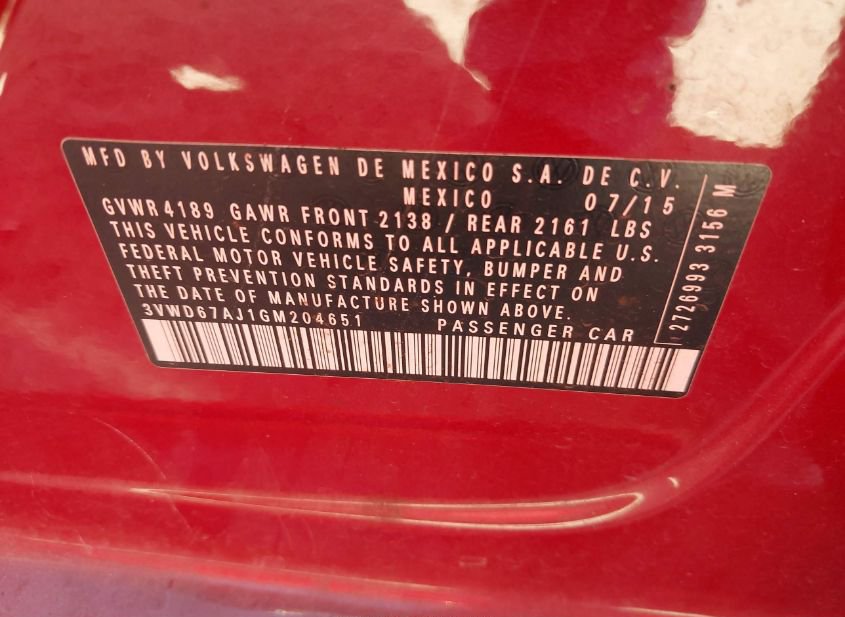 MFD BY VOLKSWAGEN DE MEXICO S.A. DE C.V.
MEXICO 07/15
GVWR 4189 GAWR FRONT 2138 / REAR 2161 LBS
THIS VEHICLE CONFORMS TO ALL APPLICABLE U.S.
FEDERAL MOTOR VEHICLE SAFETY, BUMPER AND
THEFT PREVENTION STANDARDS IN EFFECT ON
THE DATE OF MANUFACTURE SHOWN ABOVE.
3VWD67AJ1GM204651 PASSENGER CAR
2726993 3156 M